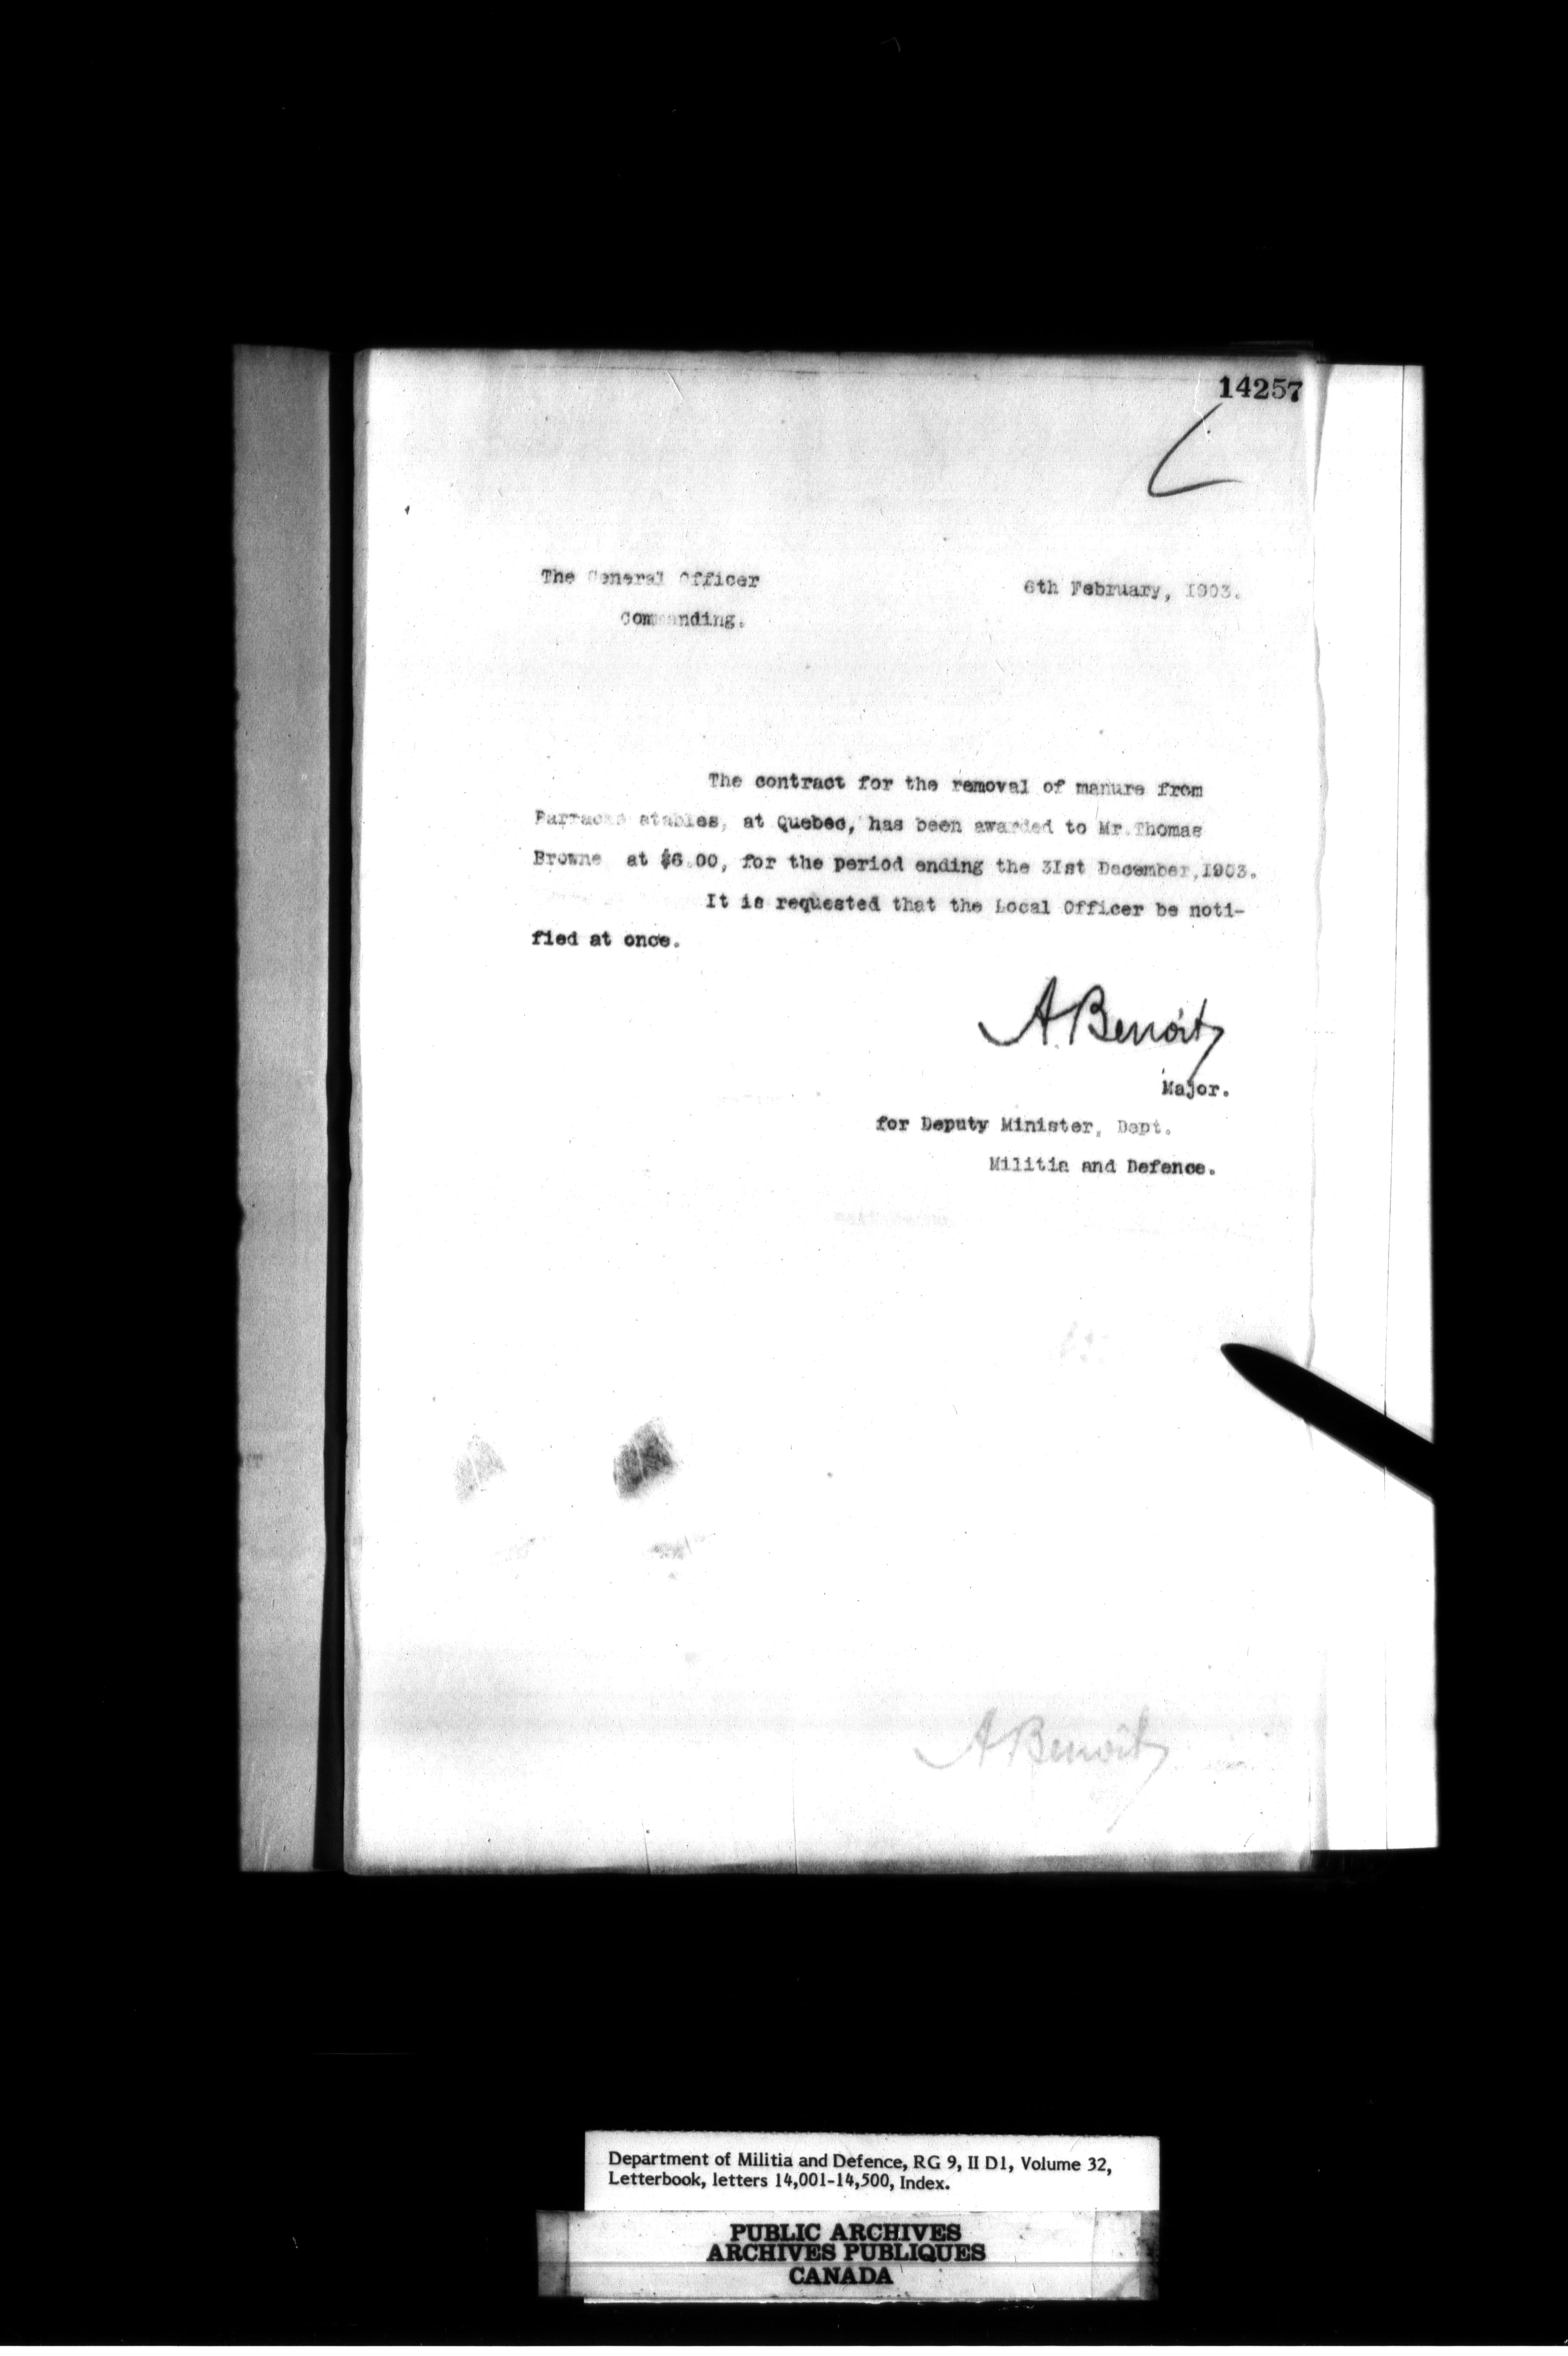 14257
The General Officer
Commanding.
6th February, 1903.
The contract for the removal of manure from
Barracks stables, at Quebec, has been awarded to Mr. Thomas
Browne at $6.00, for the period ending the 3Ist December, I903.
It is requested that the Local Officer be noti-
fied at once.
A. Benoit
Major.
for Deputy Minister, Dept.
Militia and Defence.
A Benoit
Department of Militia and Defence, RG 9, II D1, Volume 32,
Letterbook, letters 14,001-14,500, Index.
PUBLIC ARCHIVES
ARCHIVES PUBLIQUES
CANADA